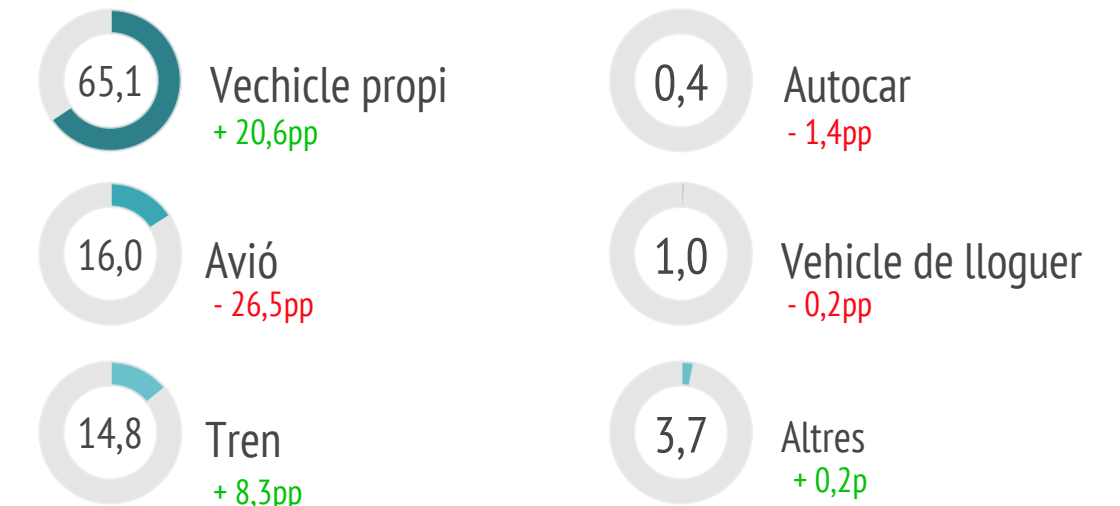 65,1
Vechicle propi
+ 20,6pp
16,0
Avió
- 26,5pp
14,8
Tren
+ 8,3pp
0,4
Autocar
- 1,4pp
1,0
Vehicle de lloguer
- 0,2pp
3,7
Altres
+ 0,2p